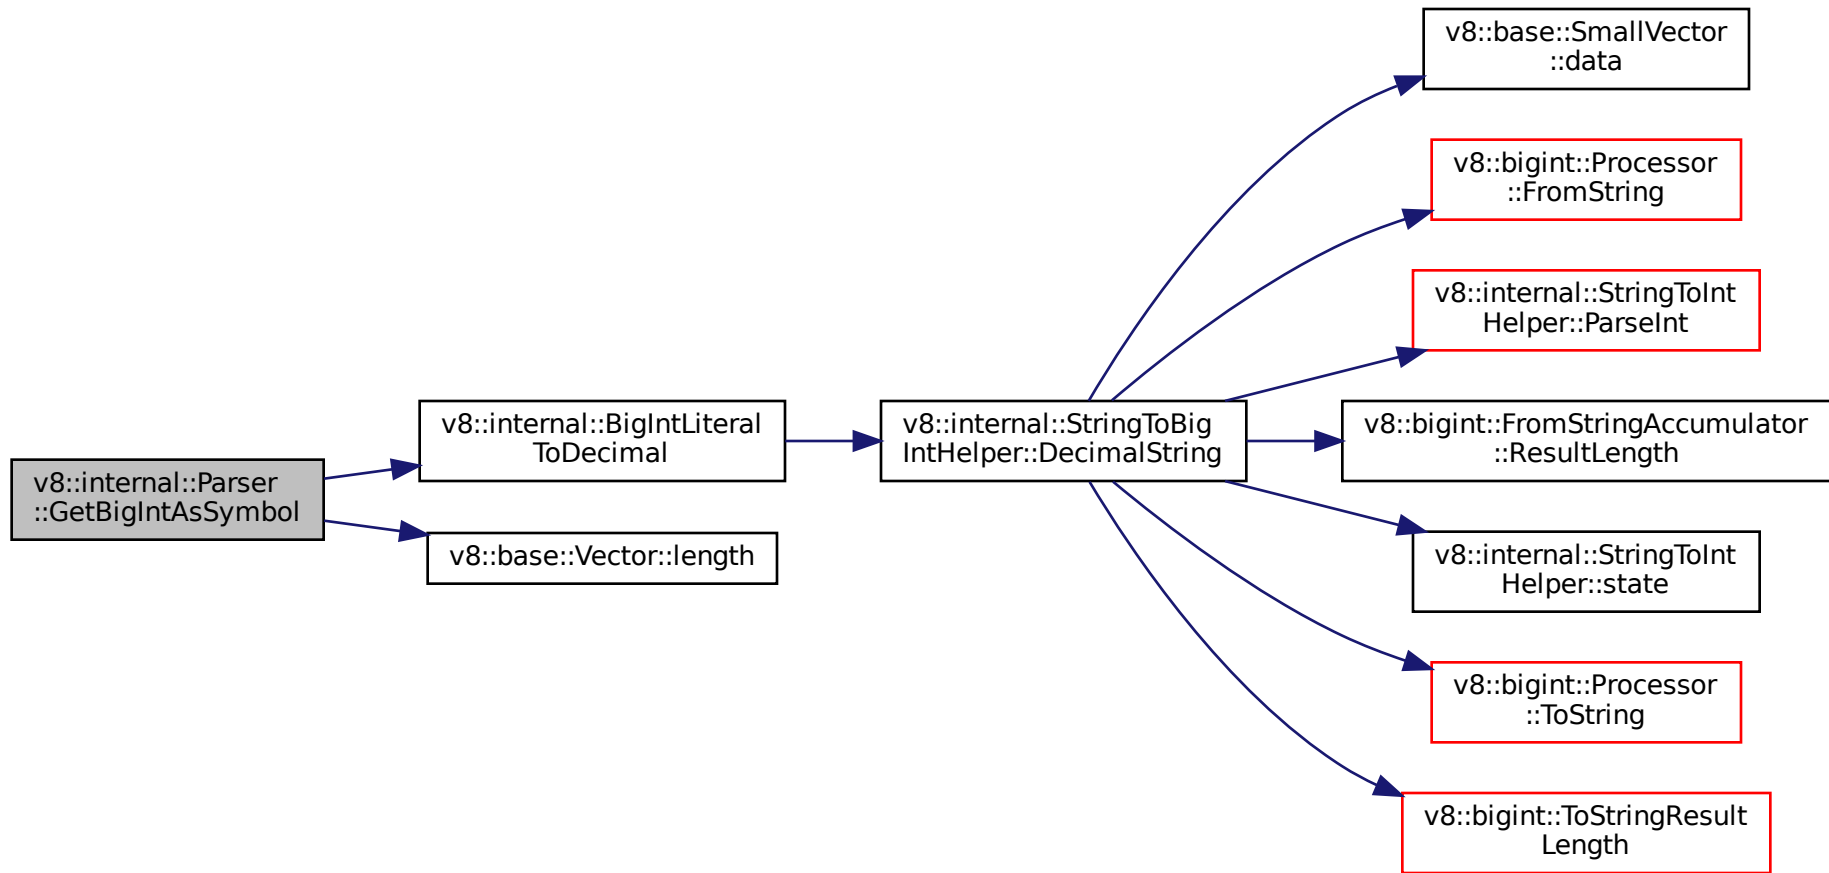 v8::internal::Parser
::GetBigIntAsSymbol
v8::internal::BigIntLiteral
ToDecimal
v8::base::Vector::length
v8::internal::StringToBig
IntHelper::DecimalString
v8::base::SmallVector
::data
v8::bigint::Processor
::FromString
v8::internal::StringToInt
Helper::ParseInt
v8::bigint::FromStringAccumulator
::ResultLength
v8::internal::StringToInt
Helper::state
v8::bigint::Processor
::ToString
v8::bigint::ToStringResult
Length